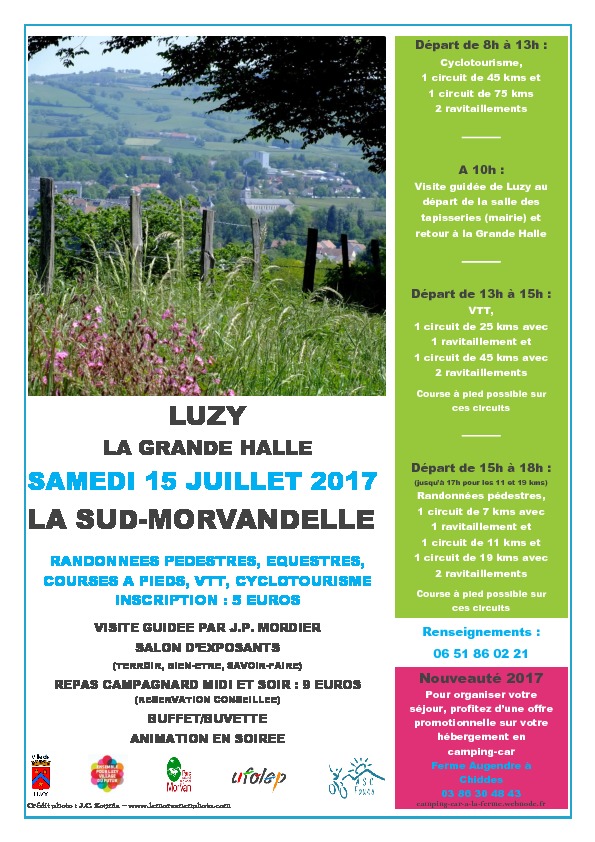 Départ de 8h à 13h :
Cyclotourisme,
1 circuit de 45 kms et
1 circuit de 75 kms
2 ravitaillements
A 10h :
Visite guidée de Luzy au
départ de la salle des
tapisseries (mairie) et
retour à la Grande Halle
Départ de 13h à 15h :
VTT,
1 circuit de 25 kms avec
1 ravitaillement et
1 circuit de 45 kms avec
2 ravitaillements
Course à pied possible sur
ces circuits
Départ de 15h à 18h :
(jusqu'à 17h pour les 11 et 19 kms)
Randonnées pédestres,
1 circuit de 7 kms avec
1 ravitaillement et
1 circuit de 11 kms et
1 circuit de 19 kms avec
2 ravitaillements
Course à pied possible sur
ces circuits
Renseignements :
06 51 86 02 21
Nouveauté 2017
Pour organiser votre
séjour, profitez d'une offre
promotionnelle sur votre
hébergement en
camping-car
Ferme Augendre à
Chiddes
03 86 30 48 43
camping-car-a-la-ferme.webnode.fr
LUZY
LA GRANDE HALLE
SAMEDI 15 JUILLET 2017
LA SUD-MORVANDELLE
RANDONNEES PEDESTRES, EQUESTRES,
COURSES A PIEDS, VTT, CYCLOTOURISME
INSCRIPTION : 5 EUROS
VISITE GUIDEE PAR J.P. MORDIER
SALON D'EXPOSANTS
(TERROIR, BIEN-ETRE, SAVOIR-FAIRE)
REPAS CAMPAGNARD MIDI ET SOIR : 9 EUROS
(RESERVATION CONSEILLEE)
BUFFET/BUVETTE
ANIMATION EN SOIREE
Ville de
LUZY
Morvan
ufolep
Crédit photo : J.C.